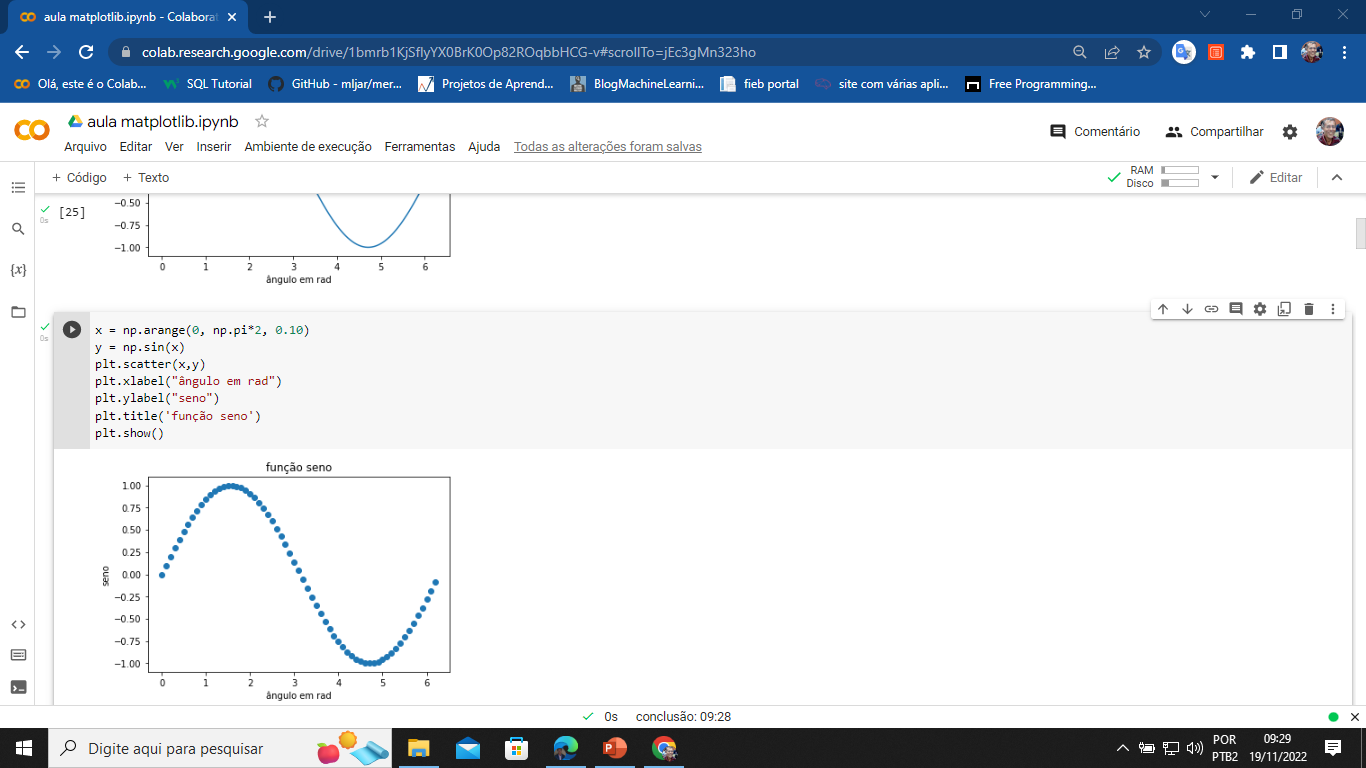 aula matplotlib.ipynb - Colaborat
colab.research.google.com/drive/1bmrb1KjSflyYX0BrK0Op82ROqbbHCG-v#scrollTo=jEc3gMn323ho
Olá, este é o Colab... SQL Tutorial GitHub - mljar/mer... Projetos de Aprend... BlogMachineLearni... fieb portal site com várias apli... Free Programming...
aula matplotlib.ipynb
Comentário Compartilhar
Arquivo Editar Ver Inserir Ambiente de execução Ferramentas Ajuda Todas as alterações foram salvas
+ Código + Texto
RAM
Disco
Editar
[25]
0s
−0.50
−0.75
−1.00
0 1 2 3 4 5 6
ângulo em rad
{x}
0s
x = np.arange(0, np.pi*2, 0.10)
y = np.sin(x)
plt.scatter(x,y)
plt.xlabel("ângulo em rad")
plt.ylabel("seno")
plt.title('função seno')
plt.show()
função seno
1.00
0.75
0.50
0.25
0.00
−0.25
−0.50
−0.75
−1.00
seno
0 1 2 3 4 5 6
ângulo em rad
0s conclusão: 09:28
Digite aqui para pesquisar
POR
PTB2
09:29
19/11/2022